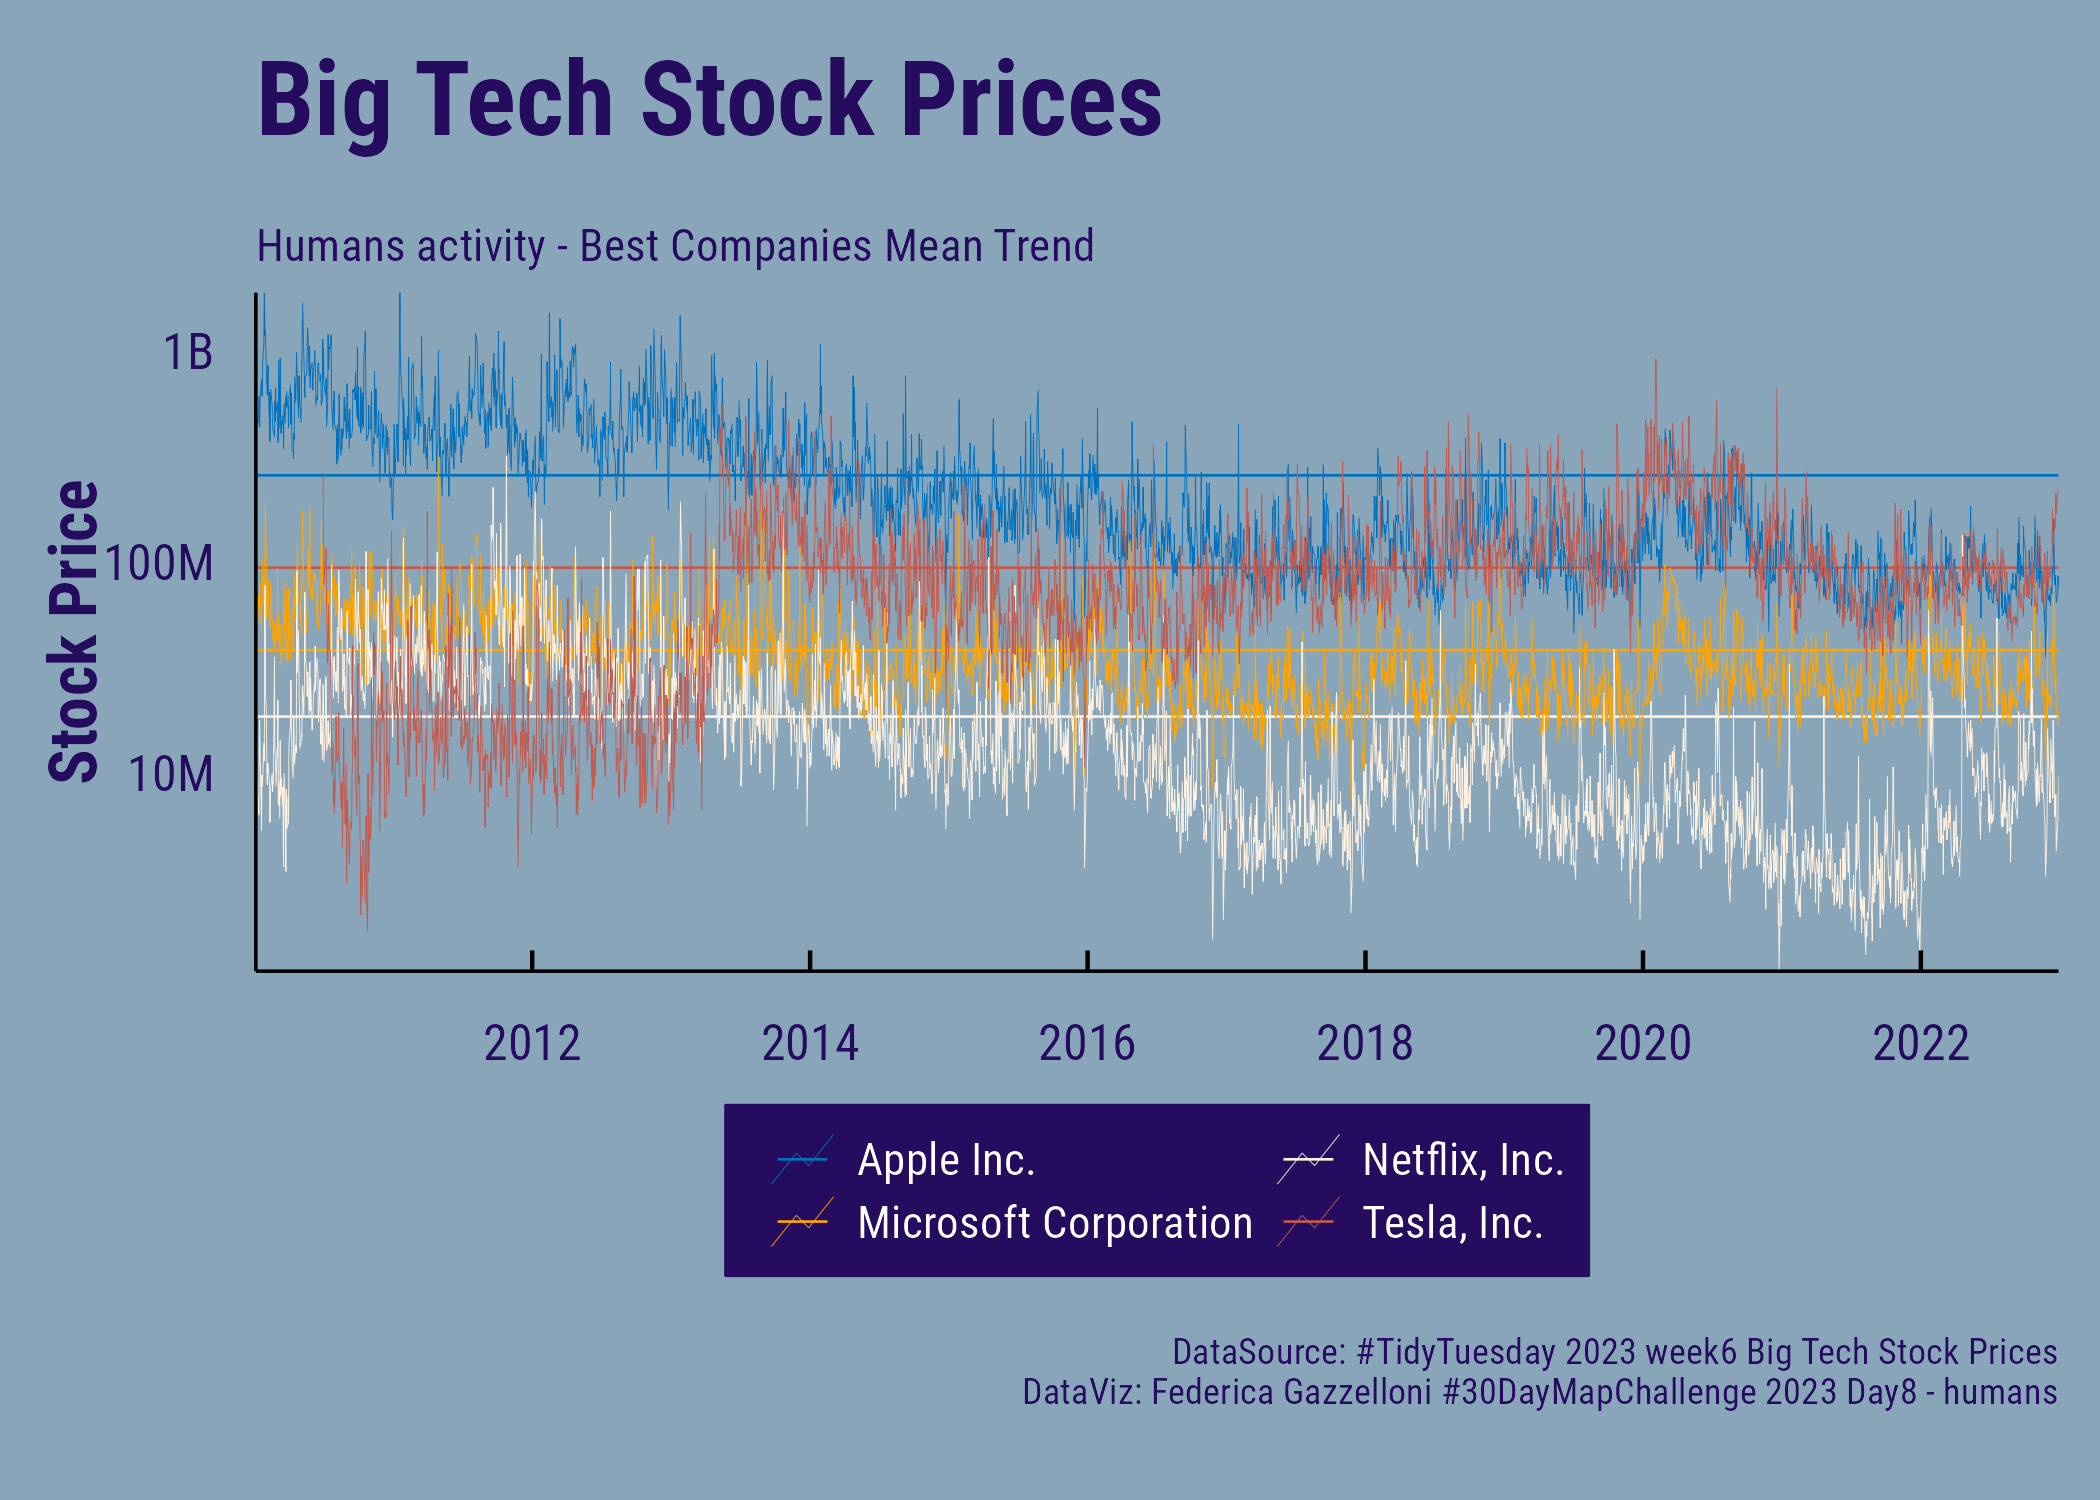 Big Tech Stock Prices
Humans activity - Best Companies Mean Trend
Stock Price
1B
100M
10M
2012 2014 2016 2018 2020 2022
Apple Inc. Netflix, Inc.
Microsoft Corporation Tesla, Inc.
DataSource: #TidyTuesday 2023 week6 Big Tech Stock Prices
DataViz: Federica Gazzelloni #30DayMapChallenge 2023 Day8 - humans